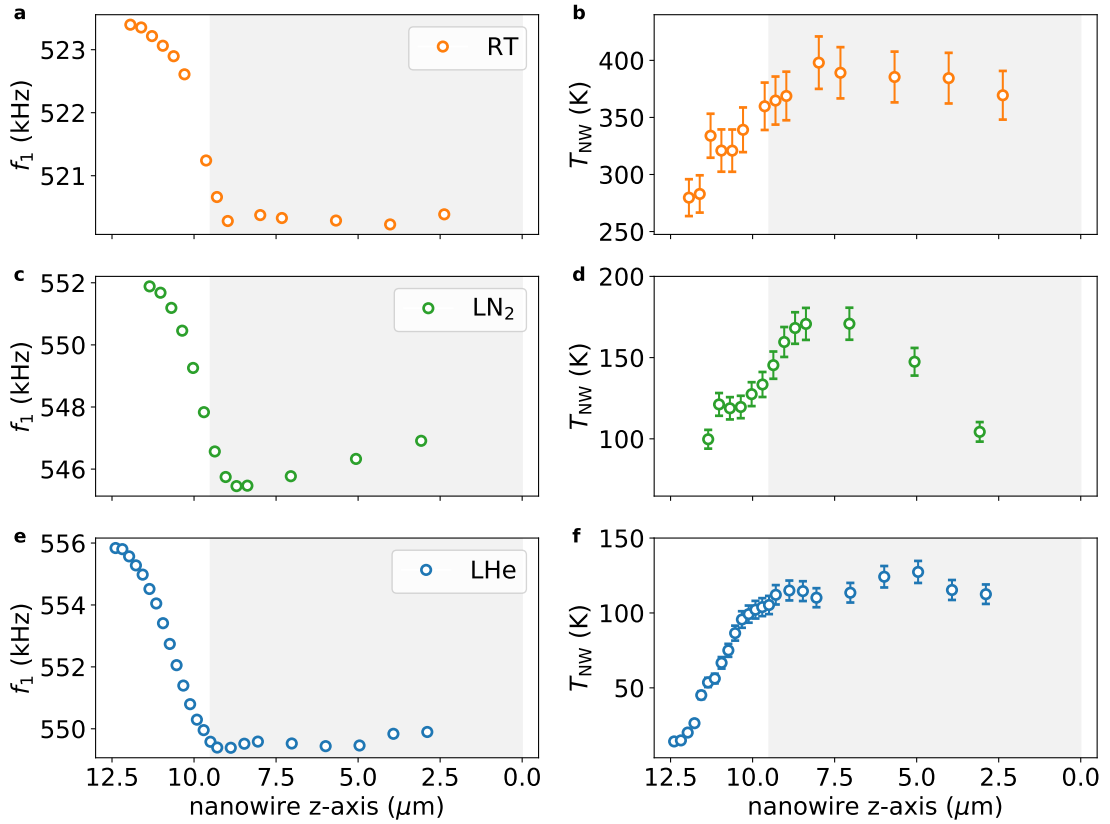 a
523
522
521
f₁ (kHz)
RT
b
400
350
300
250
T_NW (K)
c
552
550
548
546
f₁ (kHz)
LN₂
d
200
150
100
T_NW (K)
e
556
554
552
550
f₁ (kHz)
LHe
12.5 10.0 7.5 5.0 2.5 0.0
nanowire z-axis (μm)
f
150
100
50
T_NW (K)
12.5 10.0 7.5 5.0 2.5 0.0
nanowire z-axis (μm)